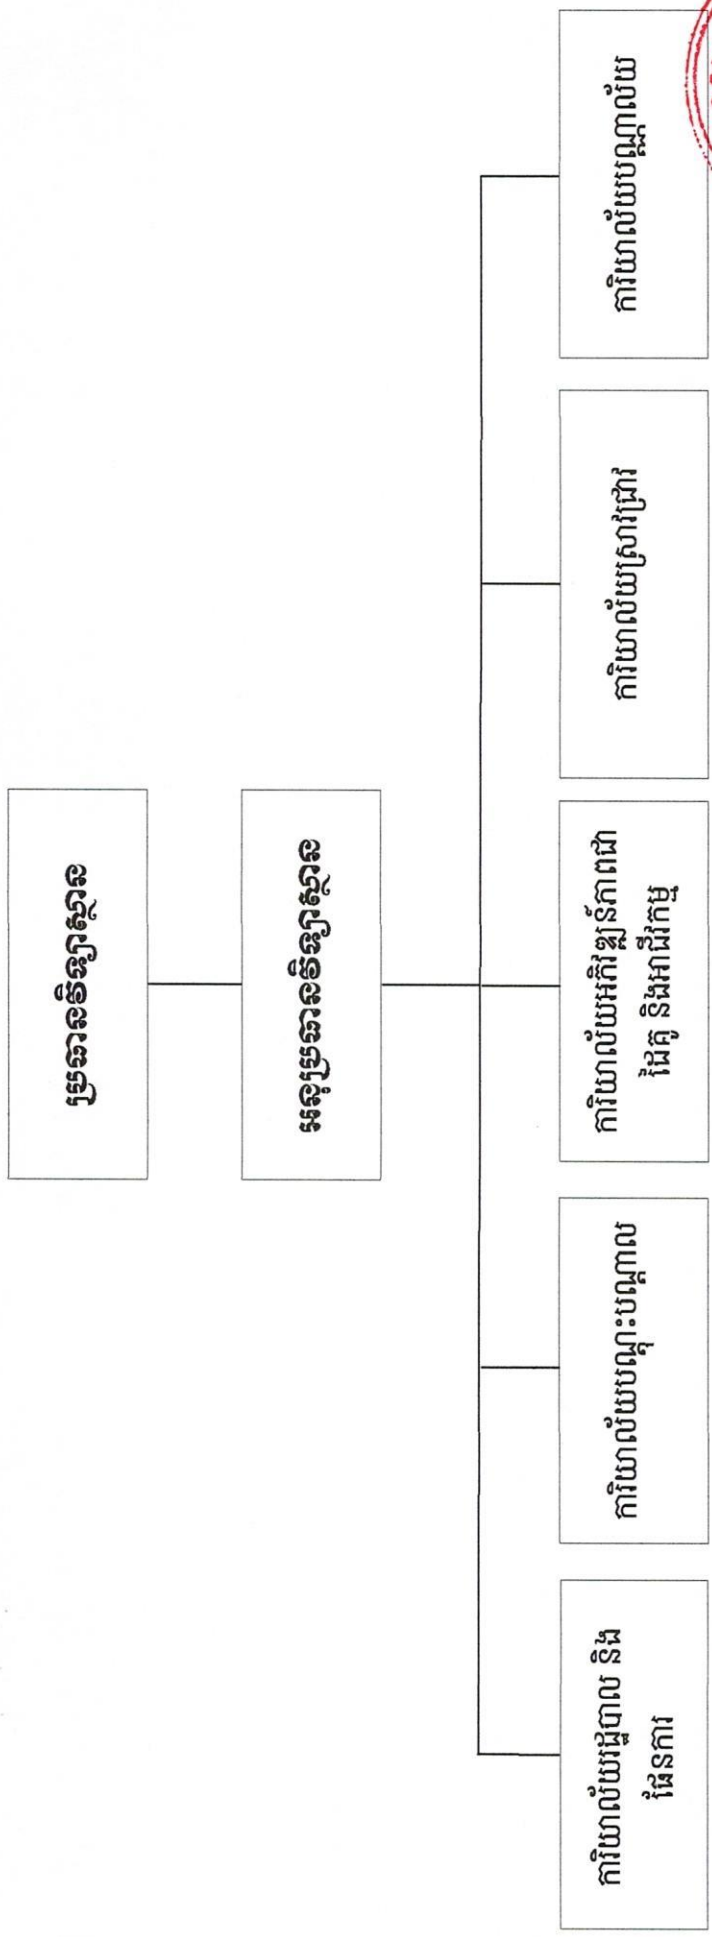 ប្រធានវិទ្យាស្ថាន
អនុប្រធានវិទ្យាស្ថាន
ការិយាល័យរដ្ឋបាល និង
ផែនការ
ការិយាល័យបណ្តុះបណ្តាល
ការិយាល័យអភិវឌ្ឍន៍ភាពជា
ដៃគូ និងអាជីវកម្ម
ការិយាល័យស្រាវជ្រាវ
ការិយាល័យបណ្ណាល័យ